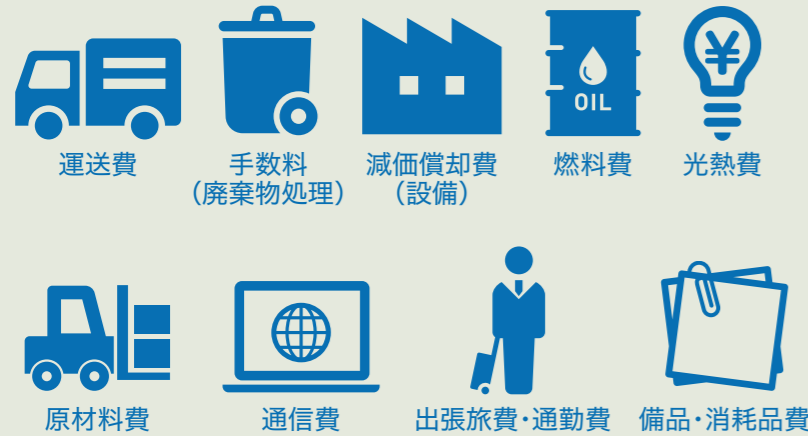 ¥
OIL
運送費
手数料
(廃棄物処理)
減価償却費
(設備)
燃料費
光熱費
原材料費
通信費
出張旅費・通勤費
備品・消耗品費